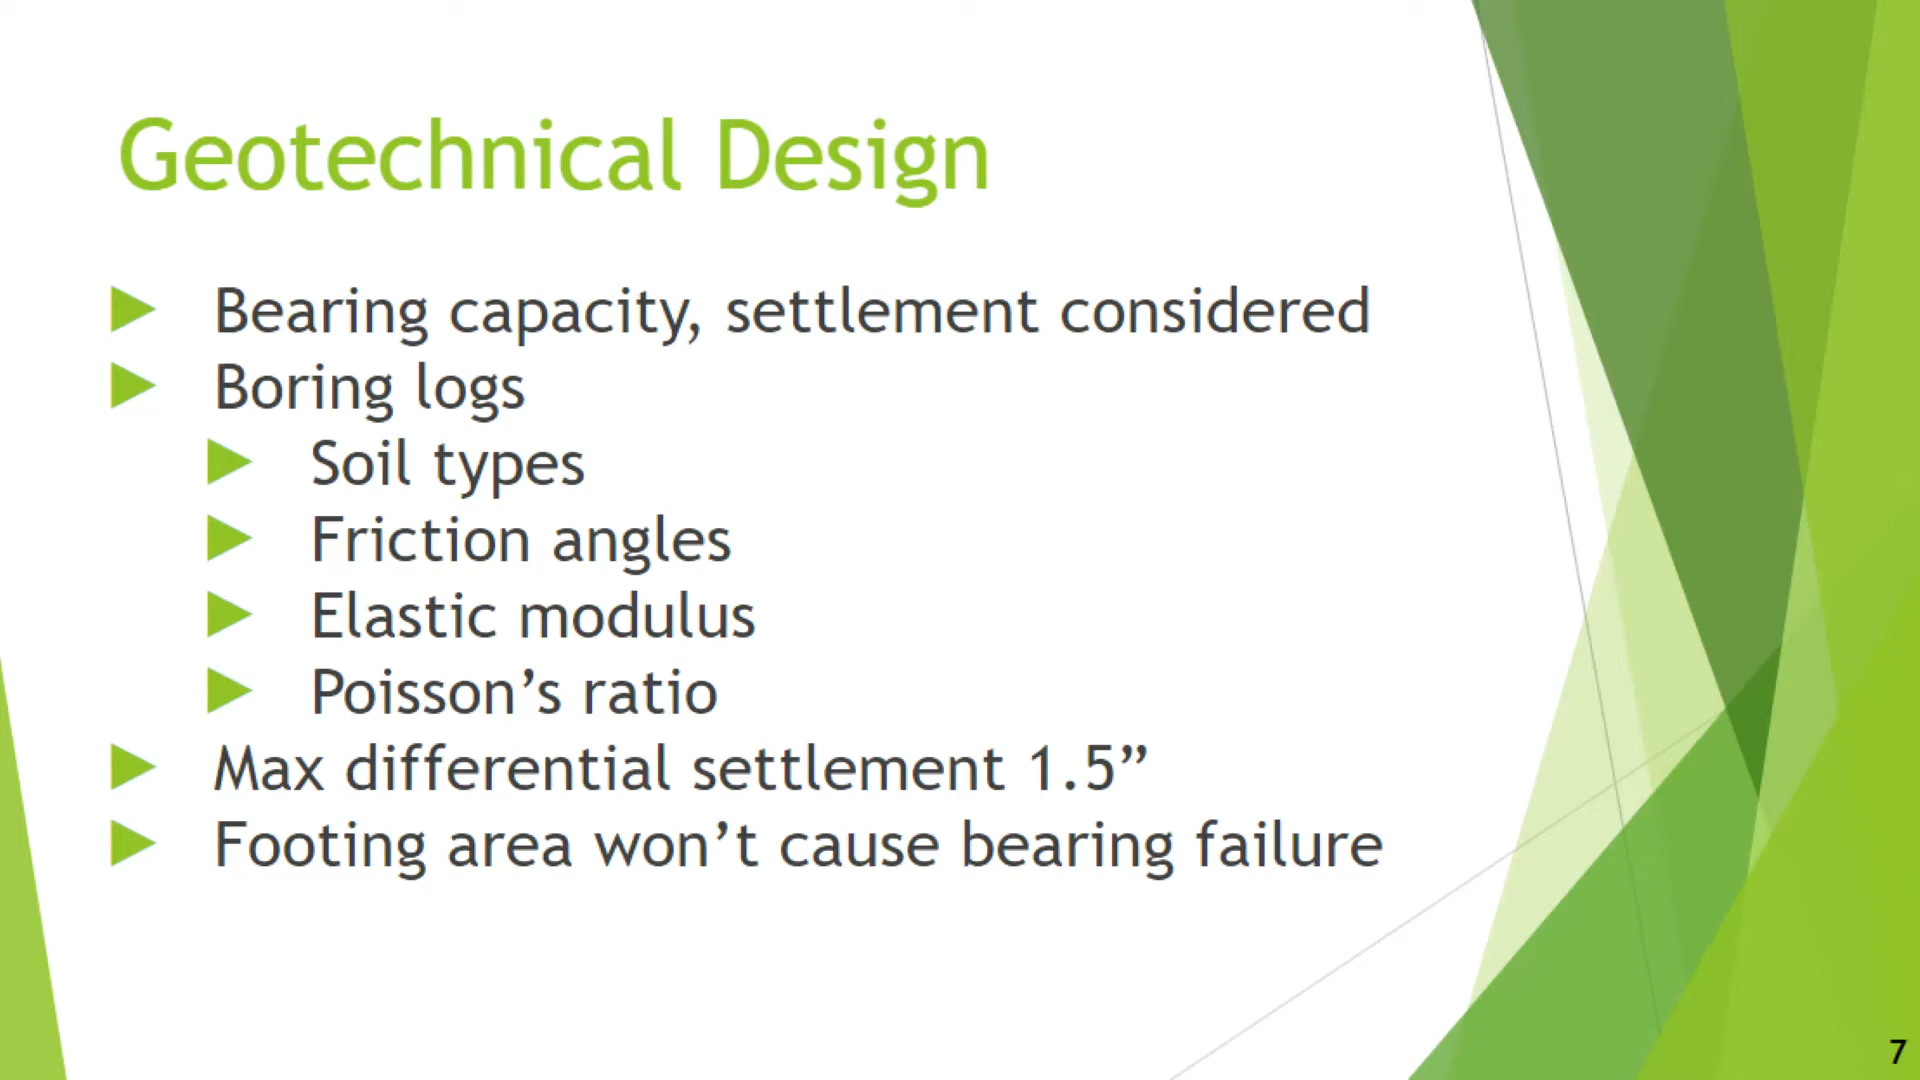 Geotechnical Design
Bearing capacity, settlement considered
Boring logs
Soil types
Friction angles
Elastic modulus
Poisson’s ratio
Max differential settlement 1.5”
Footing area won’t cause bearing failure
7